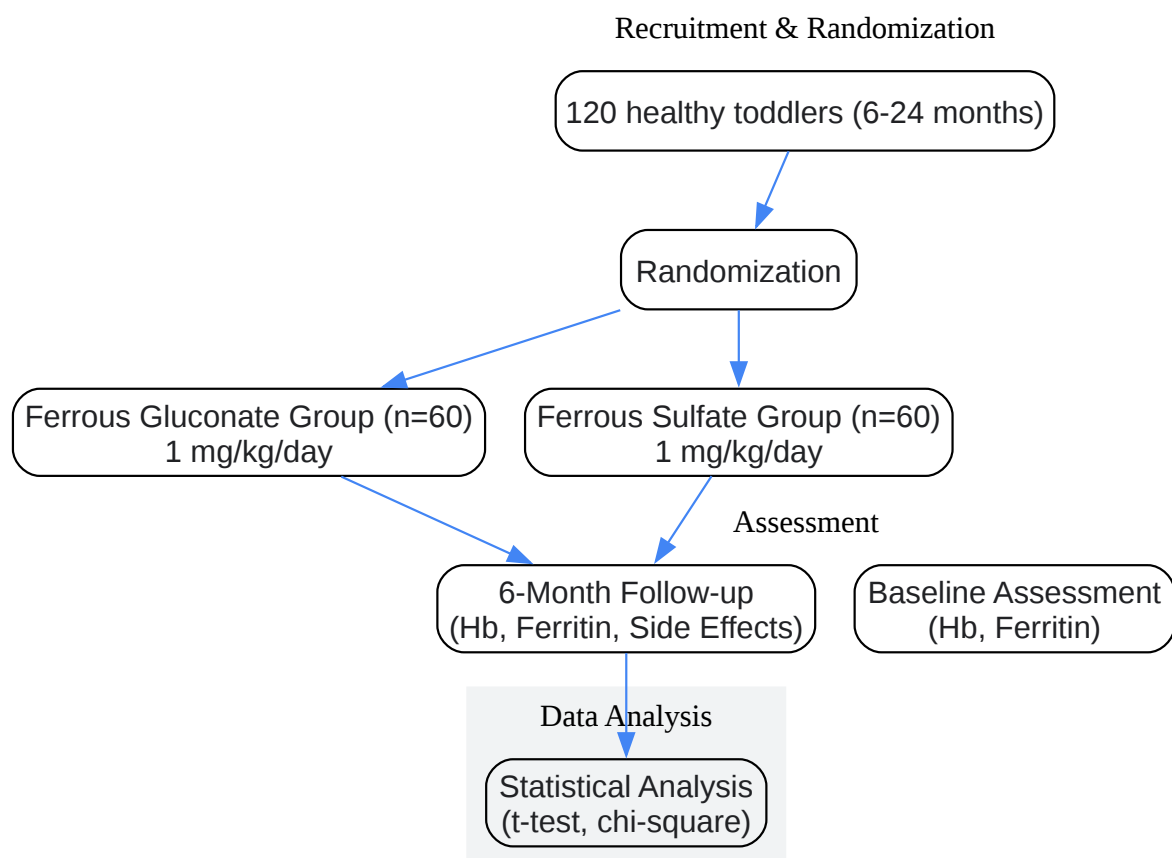 Recruitment & Randomization
120 healthy toddlers (6-24 months)
Randomization
Ferrous Gluconate Group (n=60)
1 mg/kg/day
Ferrous Sulfate Group (n=60)
1 mg/kg/day
Assessment
6-Month Follow-up
(Hb, Ferritin, Side Effects)
Baseline Assessment
(Hb, Ferritin)
Data Analysis
Statistical Analysis
(t-test, chi-square)